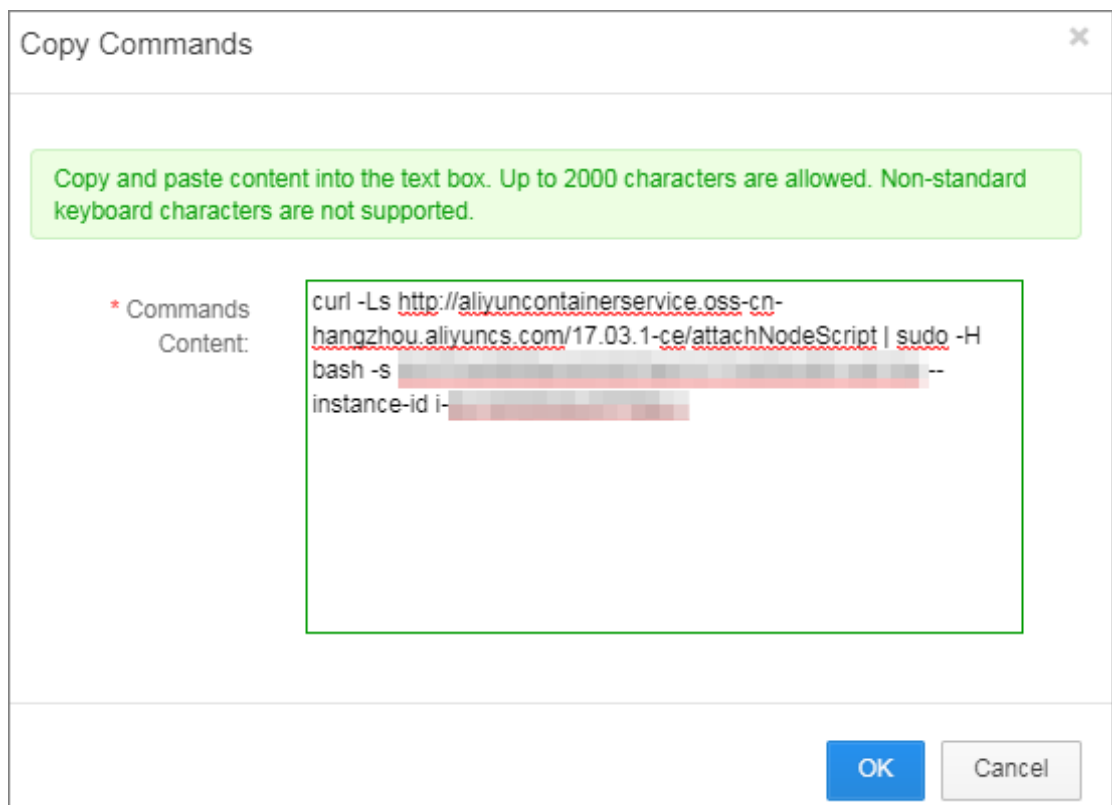 Copy Commands
Copy and paste content into the text box. Up to 2000 characters are allowed. Non-standard
keyboard characters are not supported.
* Commands
Content:
curl -Ls http://aliyuncontainerservice.oss-cn-
hangzhou.aliyuncs.com/17.03.1-ce/attachNodeScript | sudo -H
bash -s --
instance-id i-
OK
Cancel